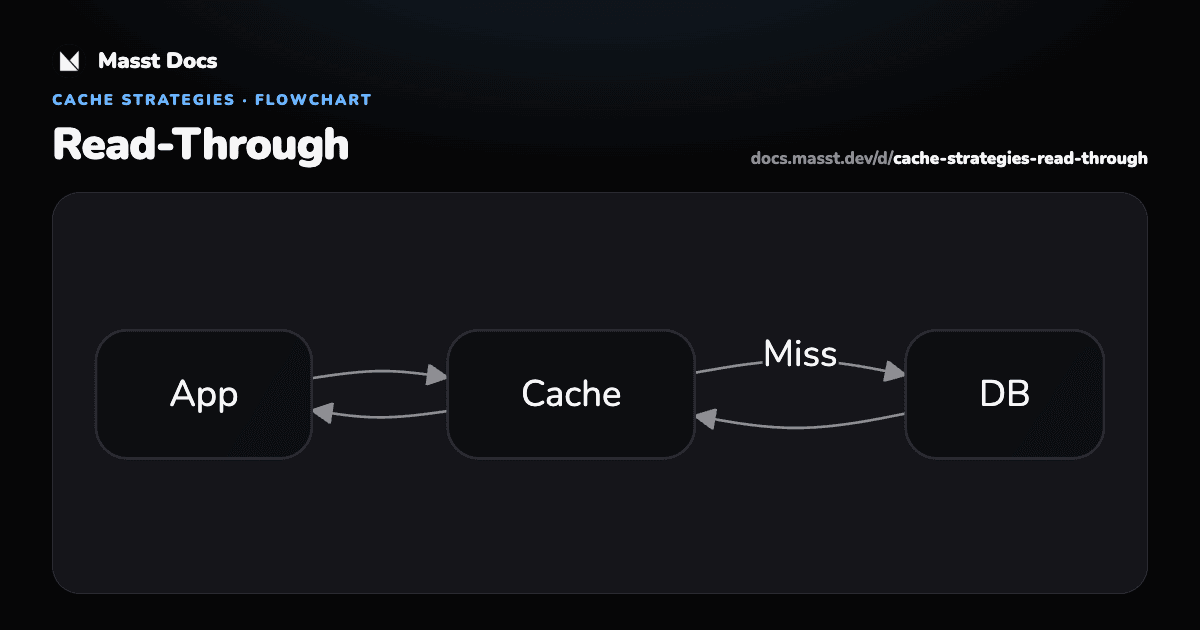 Masst Docs
CACHE STRATEGIES · FLOWCHART
Read-Through
docs.masst.dev/d/cache-strategies-read-through
App
Cache
Miss
DB